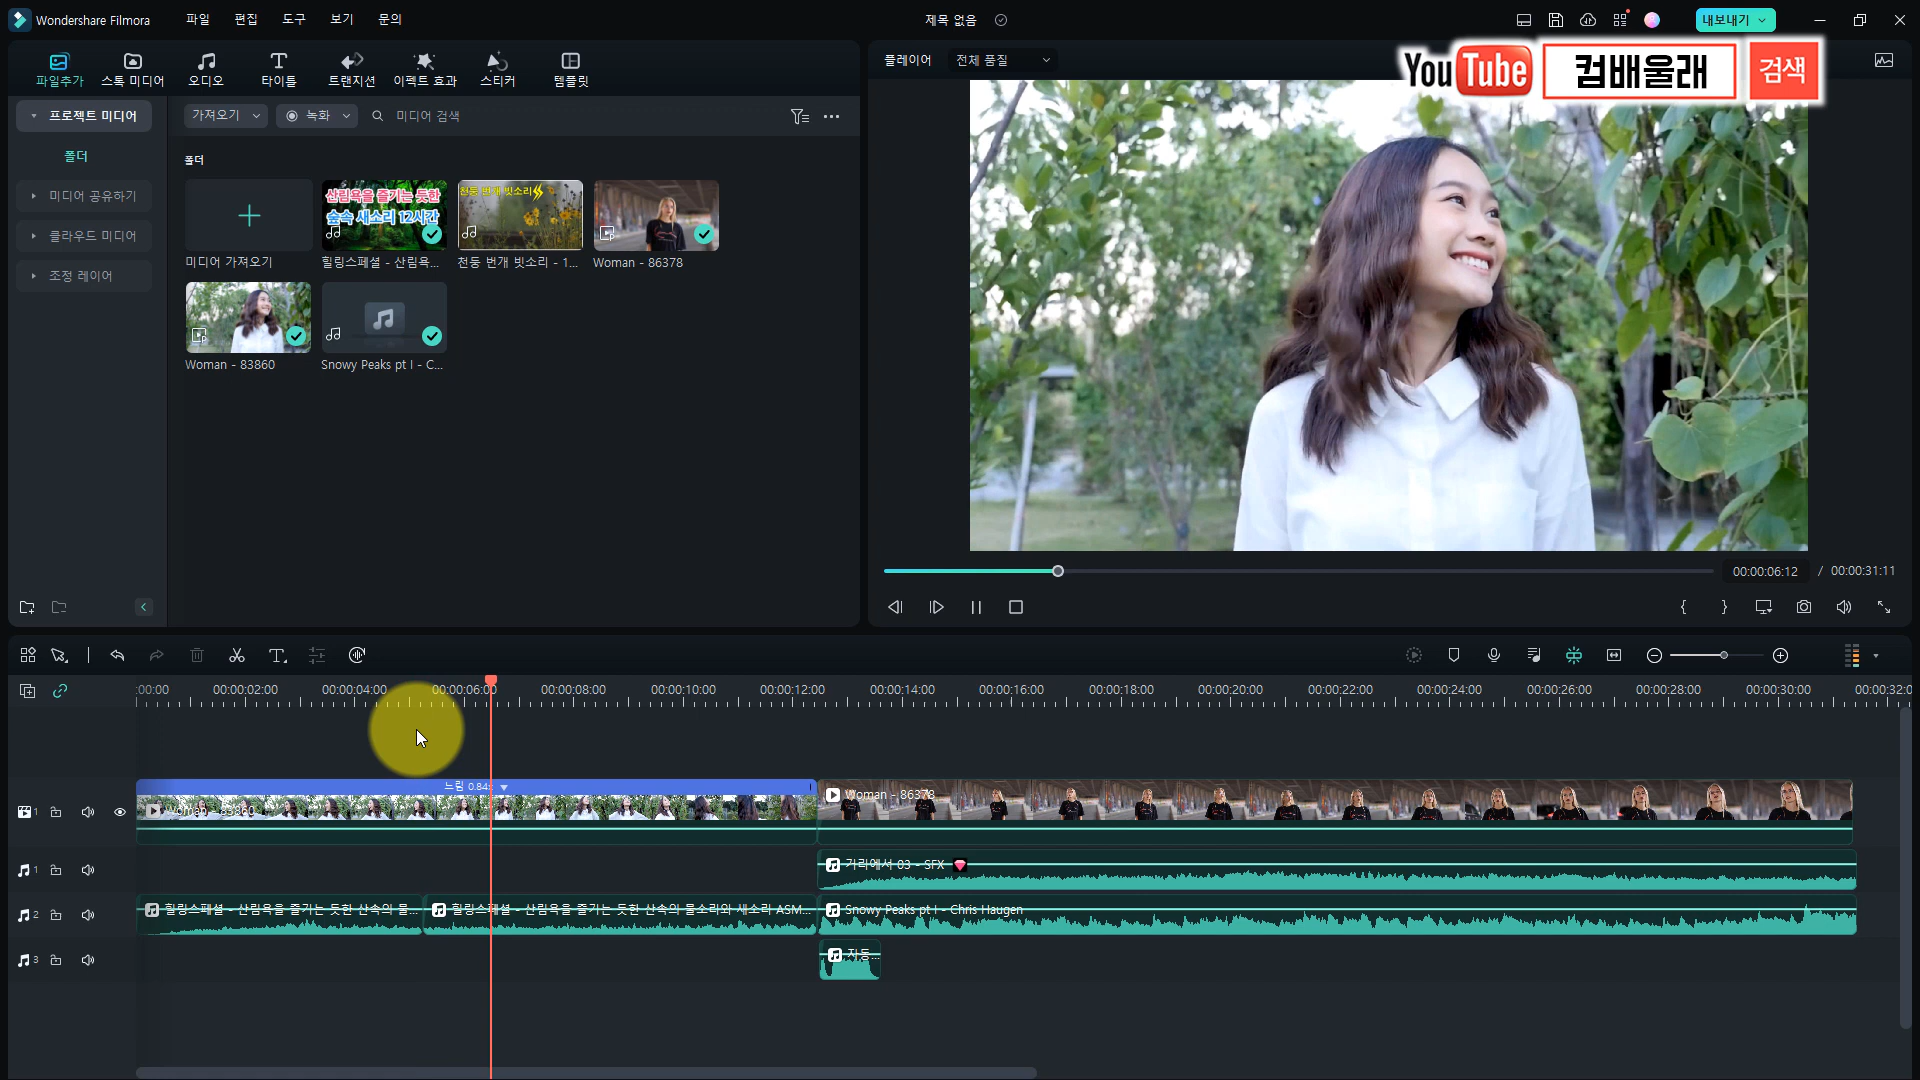 Wondershare Filmora
파일
편집
도구
보기
문의
제목 없음
내보내기
파일추가
스톡 미디어
오디오
타이틀
트랜지션
이펙트 효과
스티커
템플릿
플레이어
전체 품질
YouTube
컴배울래
검색
프로젝트 미디어
폴더
미디어 공유하기
클라우드 미디어
조정 레이어
가져오기
녹화
미디어 검색
폴더
미디어 가져오기
산림욕을 즐기는 듯한
숲속 새소리 12시간
힐링스페셜 - 산림욕...
천둥 번개 빗소리
천둥 번개 빗소리 - 1...
Woman - 86378
Woman - 83860
Snowy Peaks pt I - C...
00:00:06:12 / 00:00:31:11
:00:00
00:00:02:00
00:00:04:00
00:00:06:00
00:00:08:00
00:00:10:00
00:00:12:00
00:00:14:00
00:00:16:00
00:00:18:00
00:00:20:00
00:00:22:00
00:00:24:00
00:00:26:00
00:00:28:00
00:00:30:00
00:00:32:0
느림 0.84x
1
Woman - 83860
Woman - 86378
1
거리에서 03 - SFX
2
힐링스페셜 - 산림욕을 즐기는 듯한 산속의 물...
힐링스페셜 - 산림욕을 즐기는 듯한 산속의 물소리와 새소리 ASM...
Snowy Peaks pt I - Chris Haugen
3
자동...